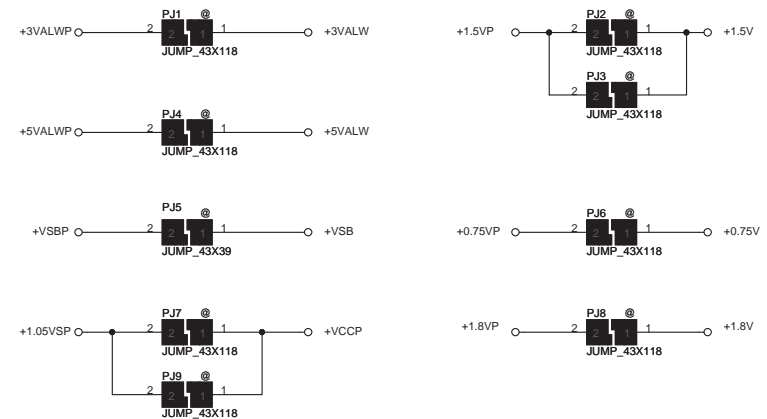 PJ1 @
+3VALWP 2 2 1 1 +3VALW
JUMP_43X118
PJ2 @
+1.5VP 2 2 1 1 +1.5V
JUMP_43X118
PJ3 @
2 2 1 1
JUMP_43X118
PJ4 @
+5VALWP 2 2 1 1 +5VALW
JUMP_43X118
PJ5 @
+VSBP 2 2 1 1 +VSB
JUMP_43X39
PJ6 @
+0.75VP 2 2 1 1 +0.75V
JUMP_43X118
PJ7 @
+1.05VSP 2 2 1 1 +VCCP
JUMP_43X118
PJ8 @
+1.8VP 2 2 1 1 +1.8V
JUMP_43X118
PJ9 @
2 2 1 1
JUMP_43X118